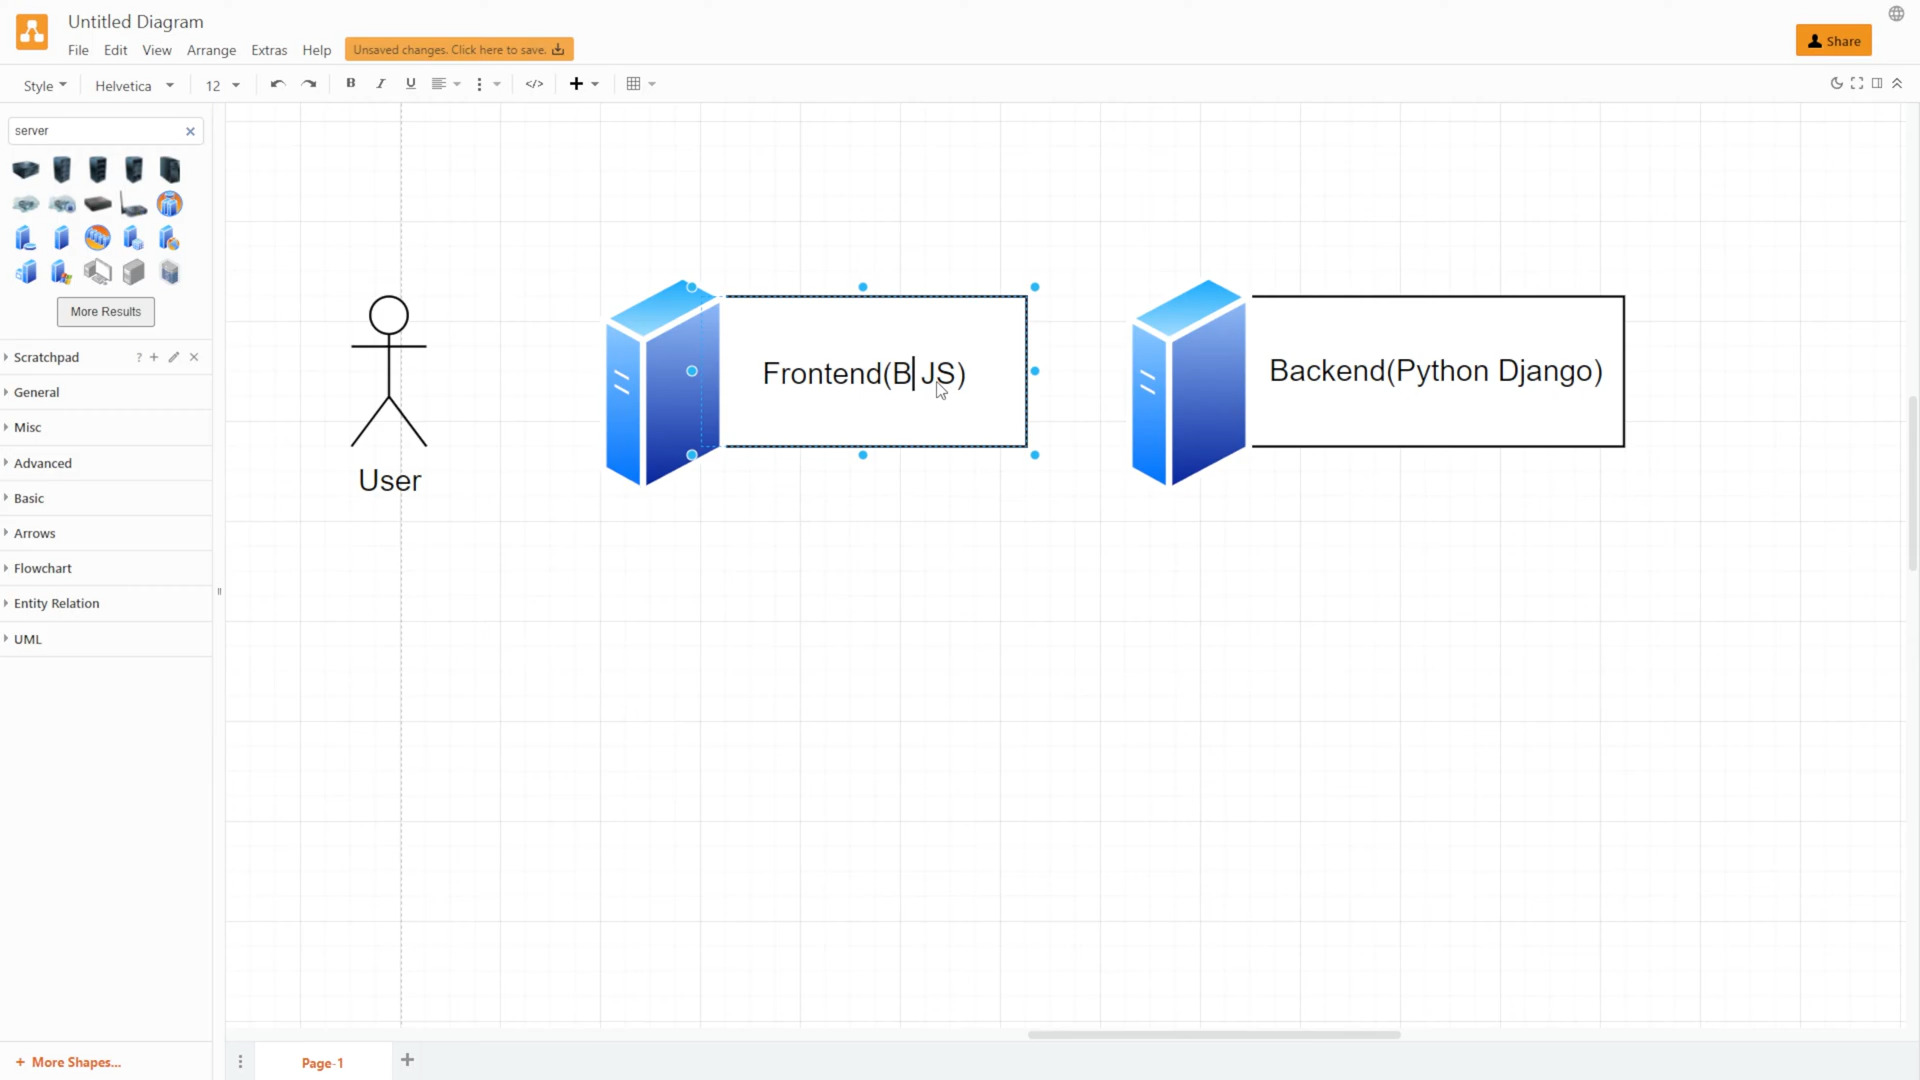 Untitled Diagram
File Edit View Arrange Extras Help Unsaved changes. Click here to save.
Share
Style Helvetica 12 B I U </>
server
More Results
Scratchpad ?
General
Misc
Advanced
Basic
Arrows
Flowchart
Entity Relation
UML
User
Frontend(B JS)
Backend(Python Django)
+ More Shapes...
Page-1